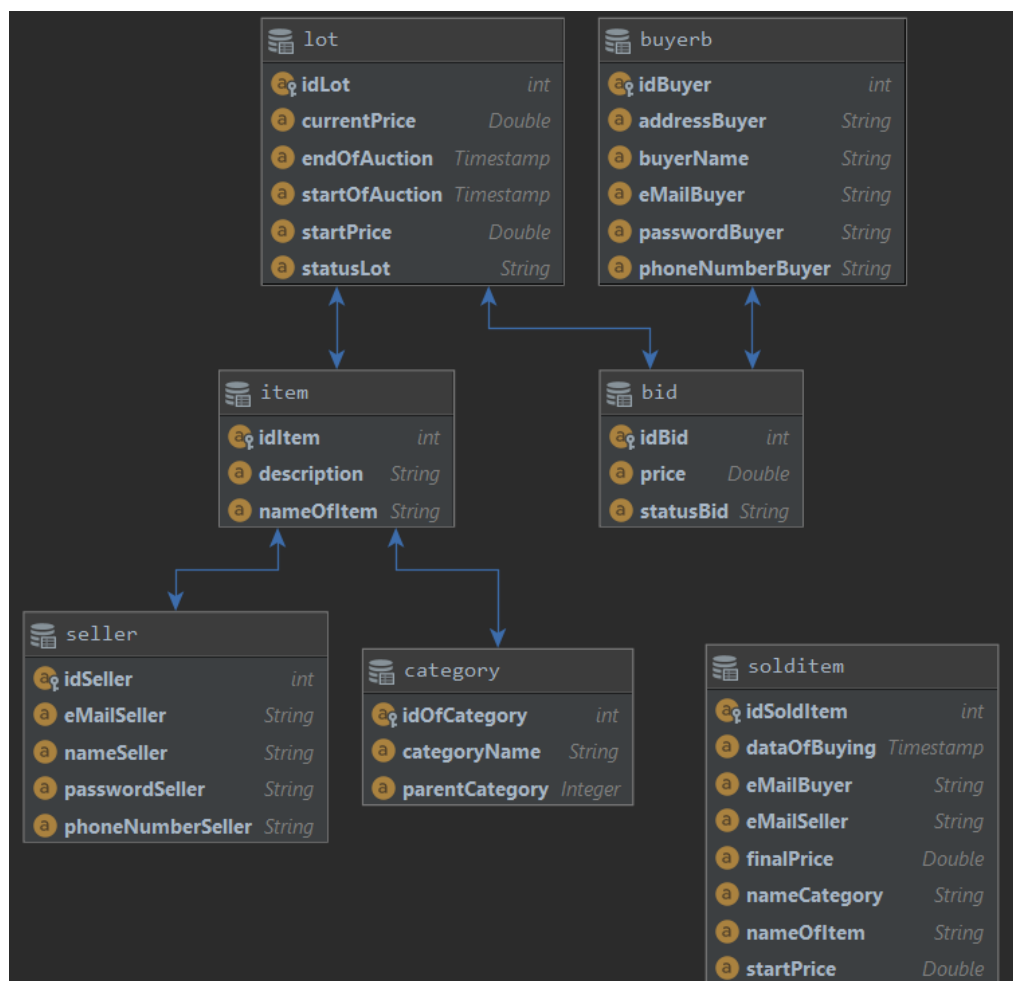 lot
idLot int
currentPrice Double
endOfAuction Timestamp
startOfAuction Timestamp
startPrice Double
statusLot String
buyerb
idBuyer int
addressBuyer String
buyerName String
eMailBuyer String
passwordBuyer String
phoneNumberBuyer String
item
idItem int
description String
nameOfItem String
bid
idBid int
price Double
statusBid String
seller
idSeller int
eMailSeller String
nameSeller String
passwordSeller String
phoneNumberSeller String
category
idOfCategory int
categoryName String
parentCategory Integer
solditem
idSoldItem int
dataOfBuying Timestamp
eMailBuyer String
eMailSeller String
finalPrice Double
nameCategory String
nameOfItem String
startPrice Double